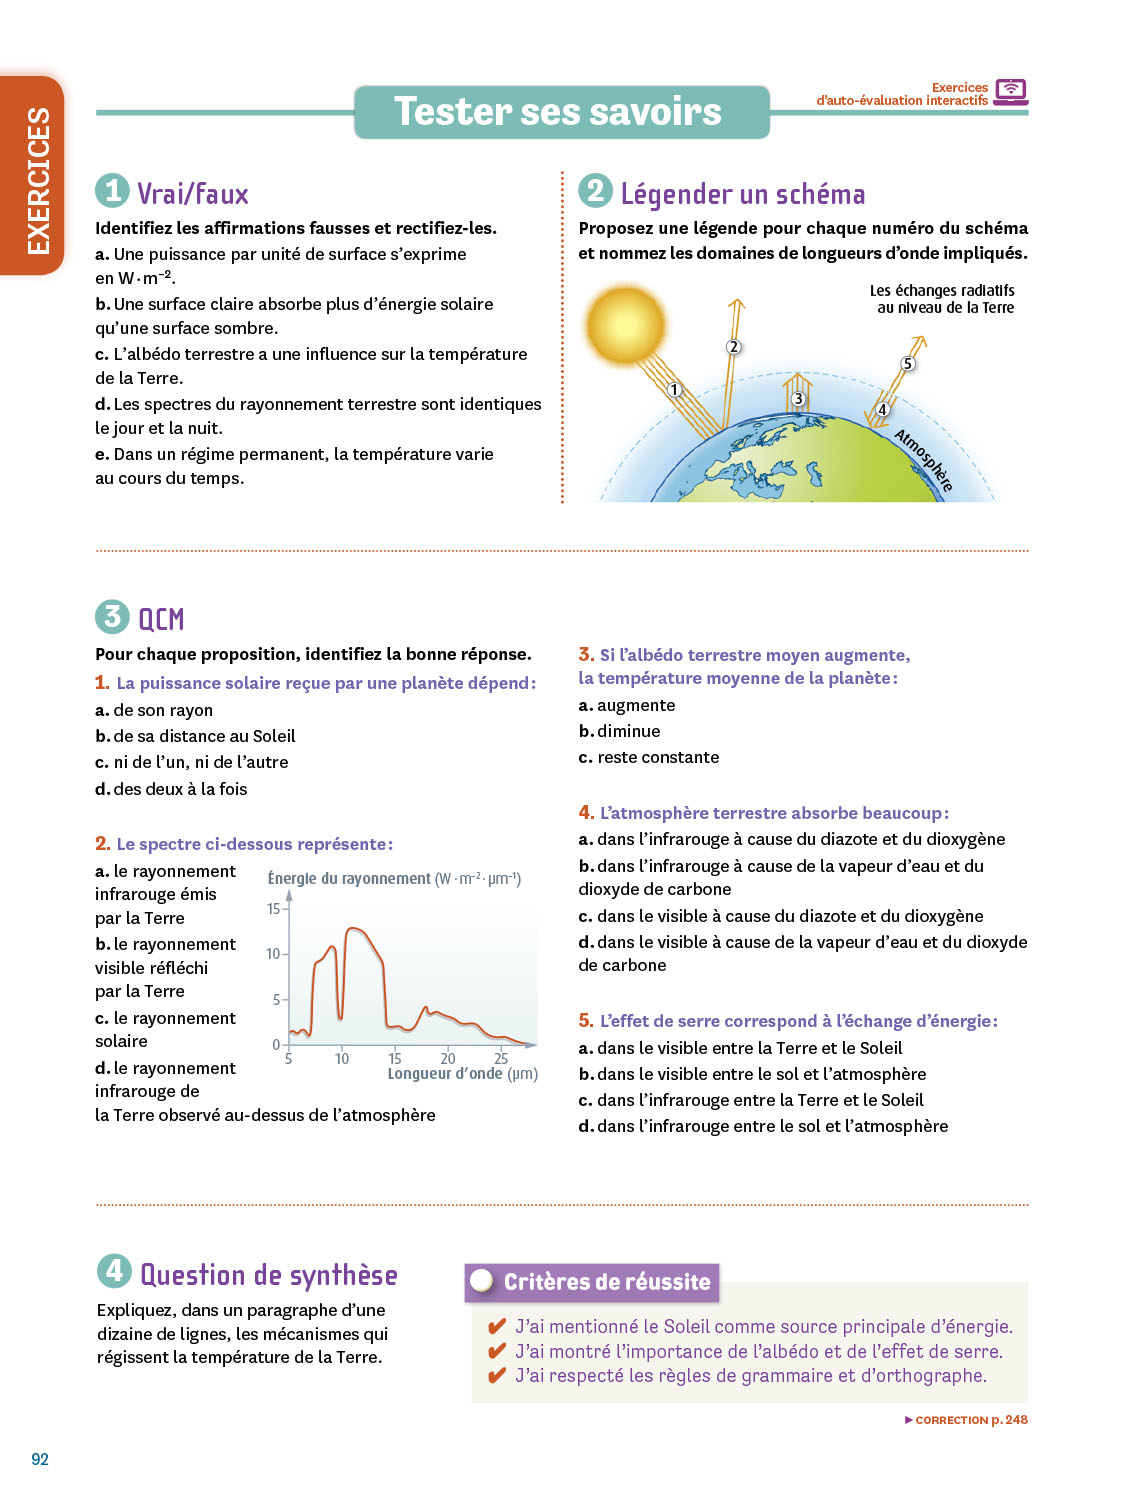 EXERCICES
Exercices
d'auto-évaluation interactifs
Tester ses savoirs
1 Vrai/faux
Identifiez les affirmations fausses et rectifiez-les.
a. Une puissance par unité de surface s'exprime
en W·m⁻².
b. Une surface claire absorbe plus d'énergie solaire
qu'une surface sombre.
c. L'albédo terrestre a une influence sur la température
de la Terre.
d. Les spectres du rayonnement terrestre sont identiques
le jour et la nuit.
e. Dans un régime permanent, la température varie
au cours du temps.
2 Légender un schéma
Proposez une légende pour chaque numéro du schéma
et nommez les domaines de longueurs d'onde impliqués.
Les échanges radiatifs
au niveau de la Terre
1
2
3
4
5
Atmosphère
3 QCM
Pour chaque proposition, identifiez la bonne réponse.
1. La puissance solaire reçue par une planète dépend :
a. de son rayon
b. de sa distance au Soleil
c. ni de l'un, ni de l'autre
d. des deux à la fois
2. Le spectre ci-dessous représente :
a. le rayonnement
infrarouge émis
par la Terre
b. le rayonnement
visible réfléchi
par la Terre
c. le rayonnement
solaire
d. le rayonnement
infrarouge de
la Terre observé au-dessus de l'atmosphère
Énergie du rayonnement (W·m⁻²·µm⁻¹)
15
10
5
0
5 10 15 20 25
Longueur d'onde (µm)
3. Si l'albédo terrestre moyen augmente,
la température moyenne de la planète :
a. augmente
b. diminue
c. reste constante
4. L'atmosphère terrestre absorbe beaucoup :
a. dans l'infrarouge à cause du diazote et du dioxygène
b. dans l'infrarouge à cause de la vapeur d'eau et du
dioxyde de carbone
c. dans le visible à cause du diazote et du dioxygène
d. dans le visible à cause de la vapeur d'eau et du dioxyde
de carbone
5. L'effet de serre correspond à l'échange d'énergie :
a. dans le visible entre la Terre et le Soleil
b. dans le visible entre le sol et l'atmosphère
c. dans l'infrarouge entre la Terre et le Soleil
d. dans l'infrarouge entre le sol et l'atmosphère
4 Question de synthèse
Expliquez, dans un paragraphe d'une
dizaine de lignes, les mécanismes qui
régissent la température de la Terre.
Critères de réussite
✔ J'ai mentionné le Soleil comme source principale d'énergie.
✔ J'ai montré l'importance de l'albédo et de l'effet de serre.
✔ J'ai respecté les règles de grammaire et d'orthographe.
▶ CORRECTION p. 248
92